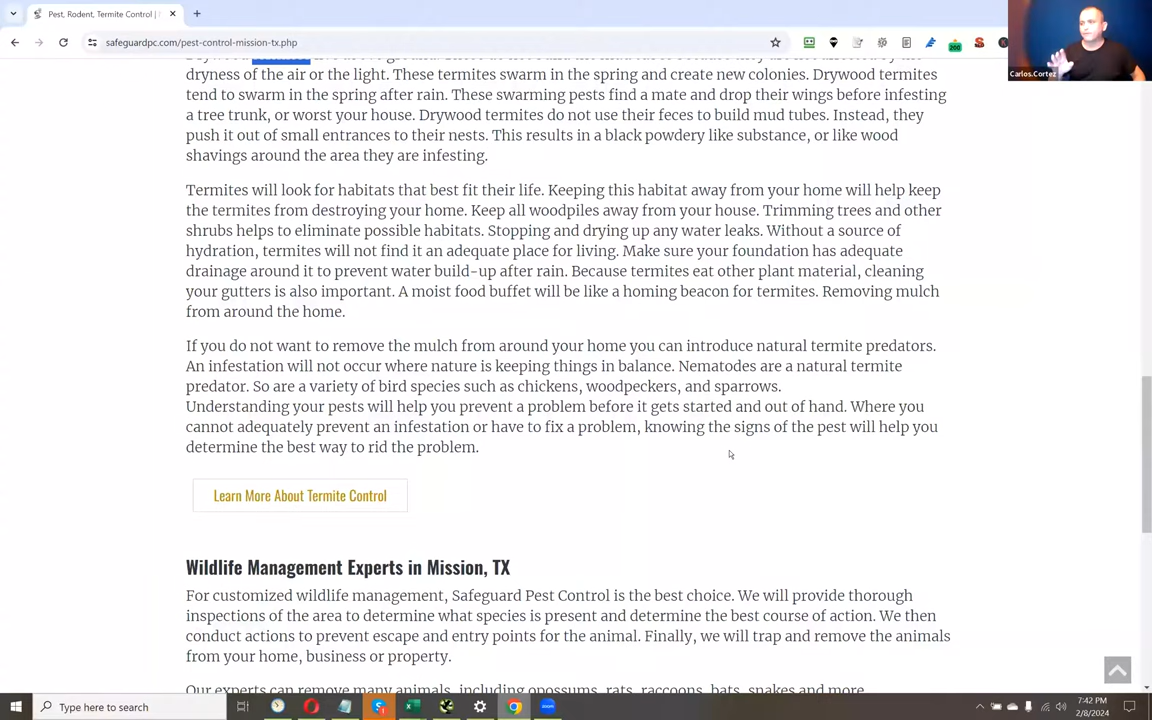 Pest, Rodent, Termite Control |
safeguardpc.com/pest-control-mission-tx.php
200
Carlos.Cortez
dryness of the air or the light. These termites swarm in the spring and create new colonies. Drywood termites
tend to swarm in the spring after rain. These swarming pests find a mate and drop their wings before infesting
a tree trunk, or worst your house. Drywood termites do not use their feces to build mud tubes. Instead, they
push it out of small entrances to their nests. This results in a black powdery like substance, or like wood
shavings around the area they are infesting.
Termites will look for habitats that best fit their life. Keeping this habitat away from your home will help keep
the termites from destroying your home. Keep all woodpiles away from your house. Trimming trees and other
shrubs helps to eliminate possible habitats. Stopping and drying up any water leaks. Without a source of
hydration, termites will not find it an adequate place for living. Make sure your foundation has adequate
drainage around it to prevent water build-up after rain. Because termites eat other plant material, cleaning
your gutters is also important. A moist food buffet will be like a homing beacon for termites. Removing mulch
from around the home.
If you do not want to remove the mulch from around your home you can introduce natural termite predators.
An infestation will not occur where nature is keeping things in balance. Nematodes are a natural termite
predator. So are a variety of bird species such as chickens, woodpeckers, and sparrows.
Understanding your pests will help you prevent a problem before it gets started and out of hand. Where you
cannot adequately prevent an infestation or have to fix a problem, knowing the signs of the pest will help you
determine the best way to rid the problem.
Learn More About Termite Control
Wildlife Management Experts in Mission, TX
For customized wildlife management, Safeguard Pest Control is the best choice. We will provide thorough
inspections of the area to determine what species is present and determine the best course of action. We then
conduct actions to prevent escape and entry points for the animal. Finally, we will trap and remove the animals
from your home, business or property.
Our experts can remove many animals, including opossums, rats, raccoons, bats, snakes and more.
Type here to search
7:42 PM
2/8/2024